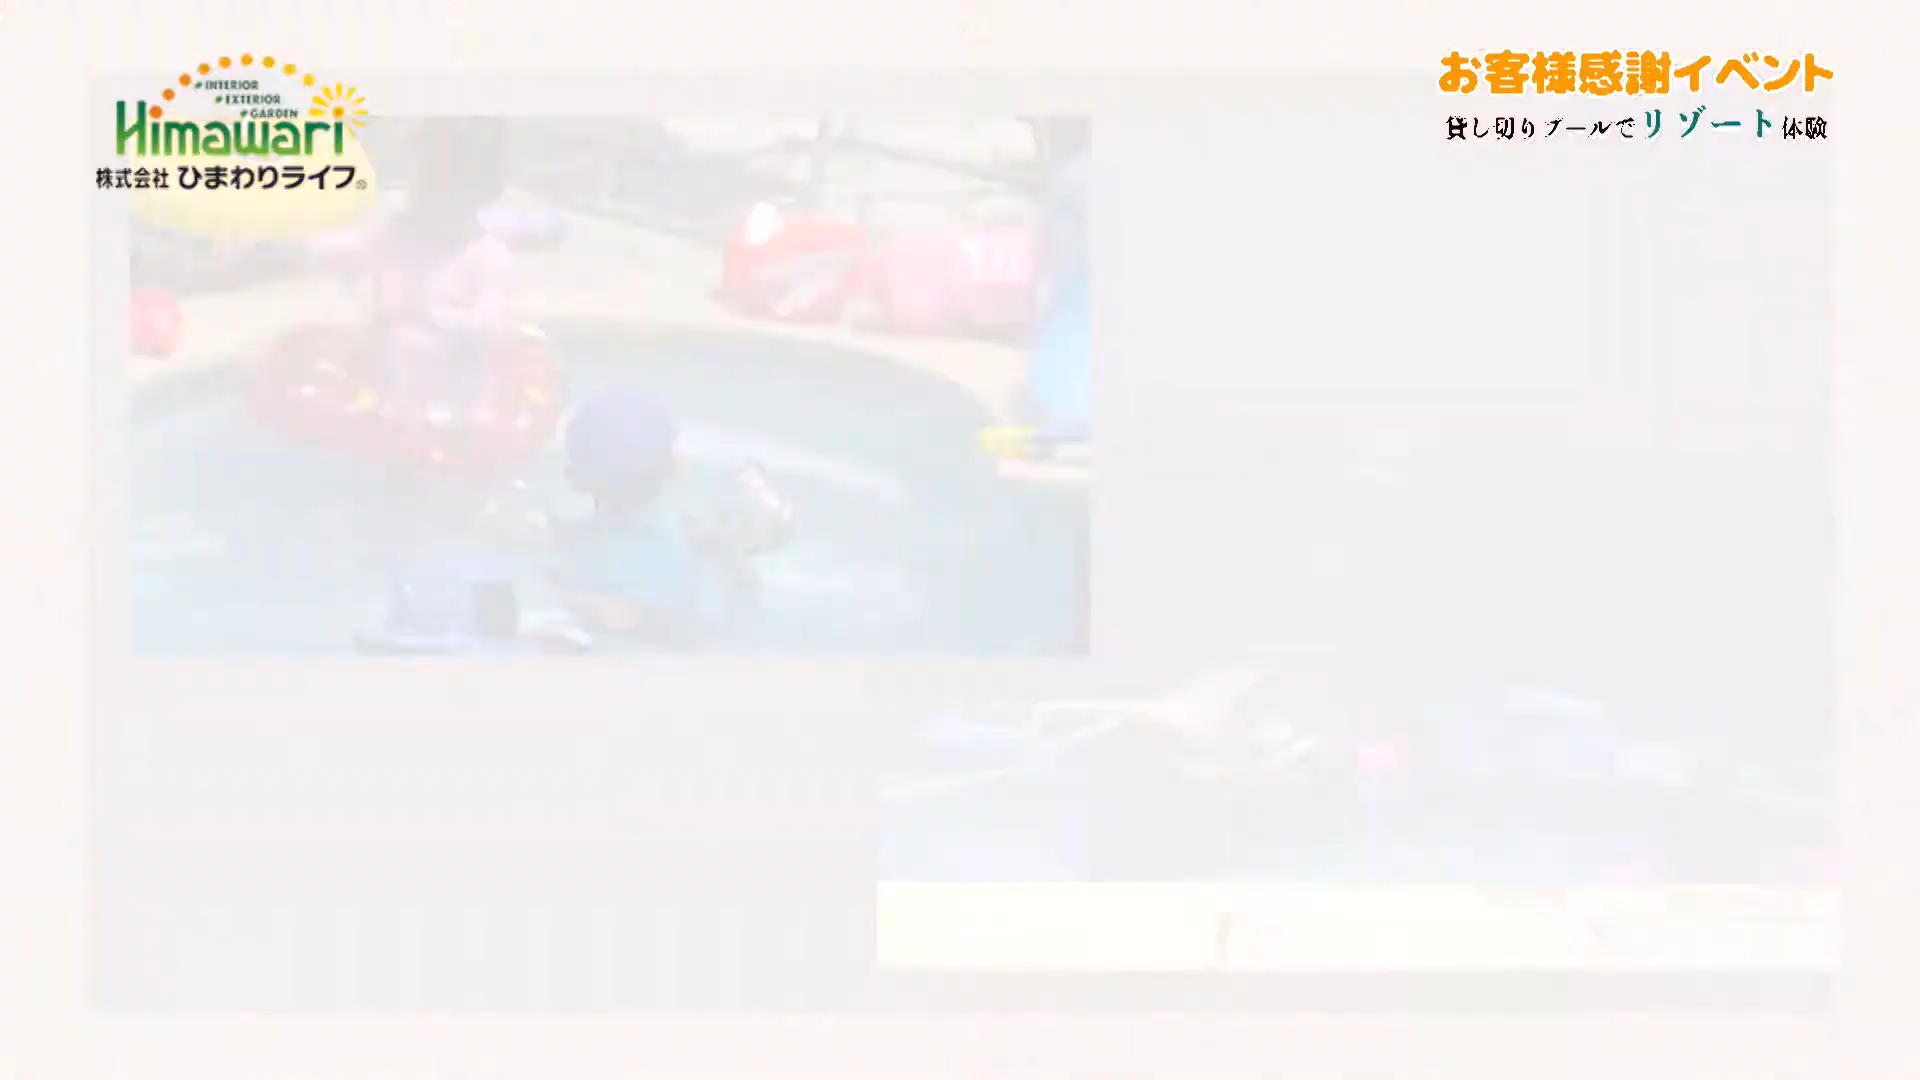 INTERIOR
EXTERIOR
GARDEN
Himawari
株式会社 ひまわりライフ®
お客様感謝イベント
貸し切りプールでリゾート体験